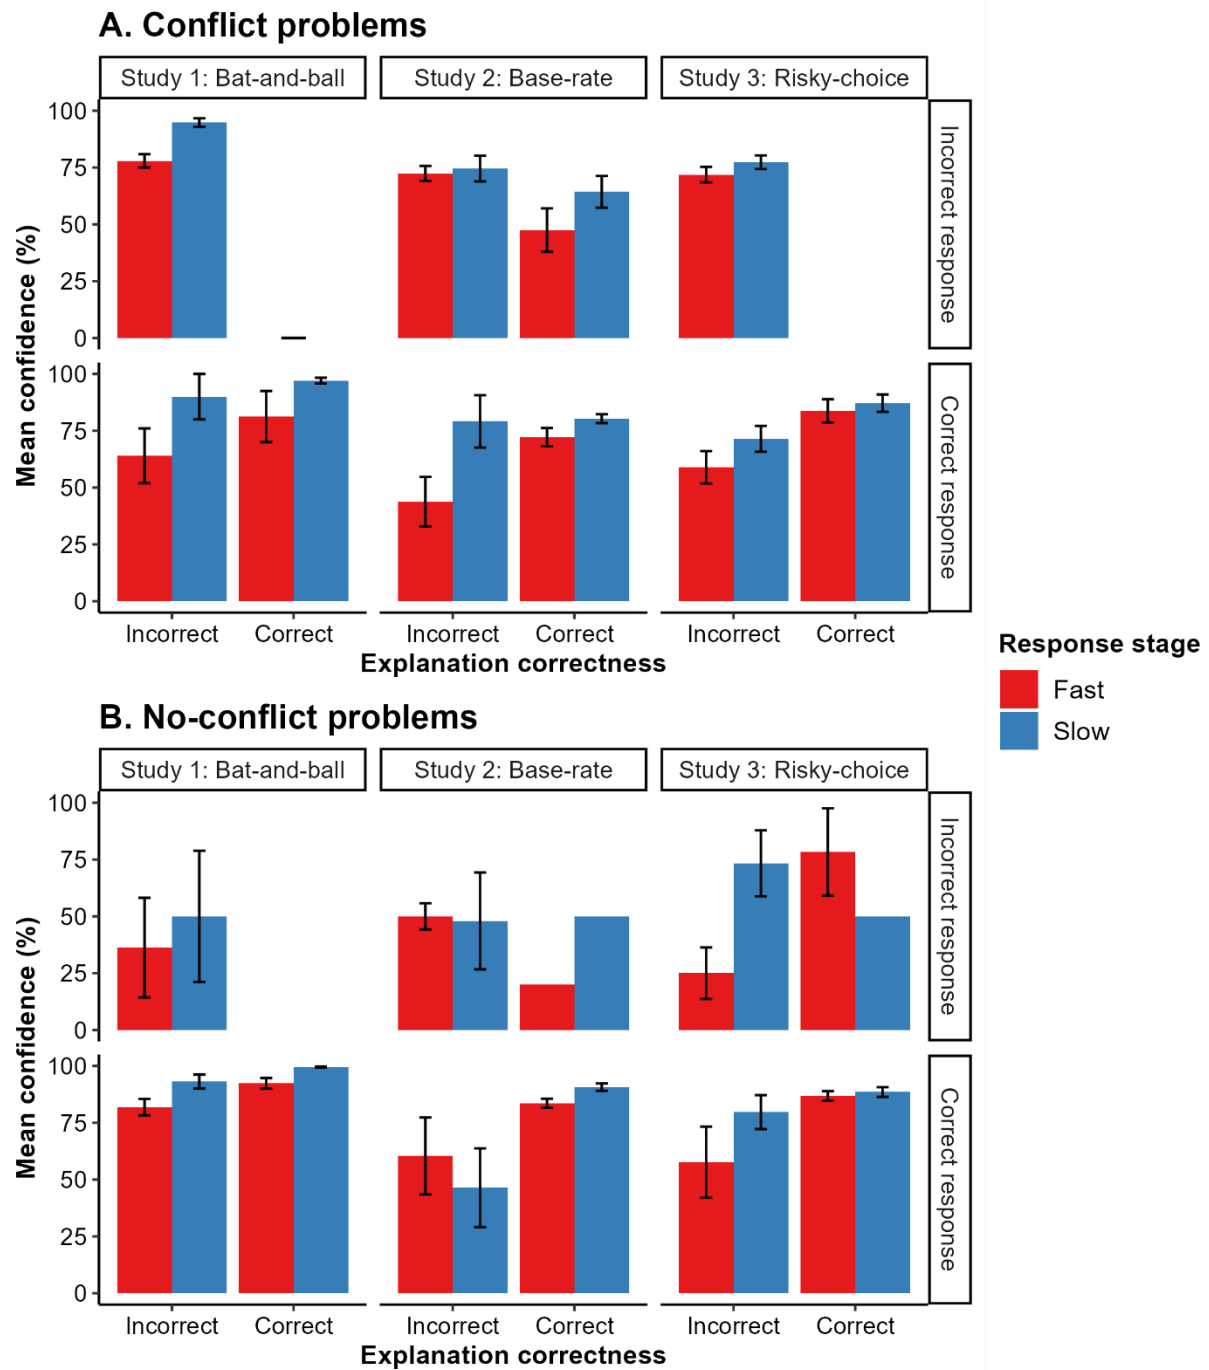 A. Conflict problems
Study 1: Bat-and-ball
Study 2: Base-rate
Study 3: Risky-choice
Mean confidence (%)
100
75
50
25
0
Incorrect response
100
75
50
25
0
Correct response
Incorrect
Correct
Incorrect
Correct
Incorrect
Correct
Explanation correctness
Response stage
Fast
Slow
B. No-conflict problems
Study 1: Bat-and-ball
Study 2: Base-rate
Study 3: Risky-choice
Mean confidence (%)
100
75
50
25
0
Incorrect response
100
75
50
25
0
Correct response
Incorrect
Correct
Incorrect
Correct
Incorrect
Correct
Explanation correctness